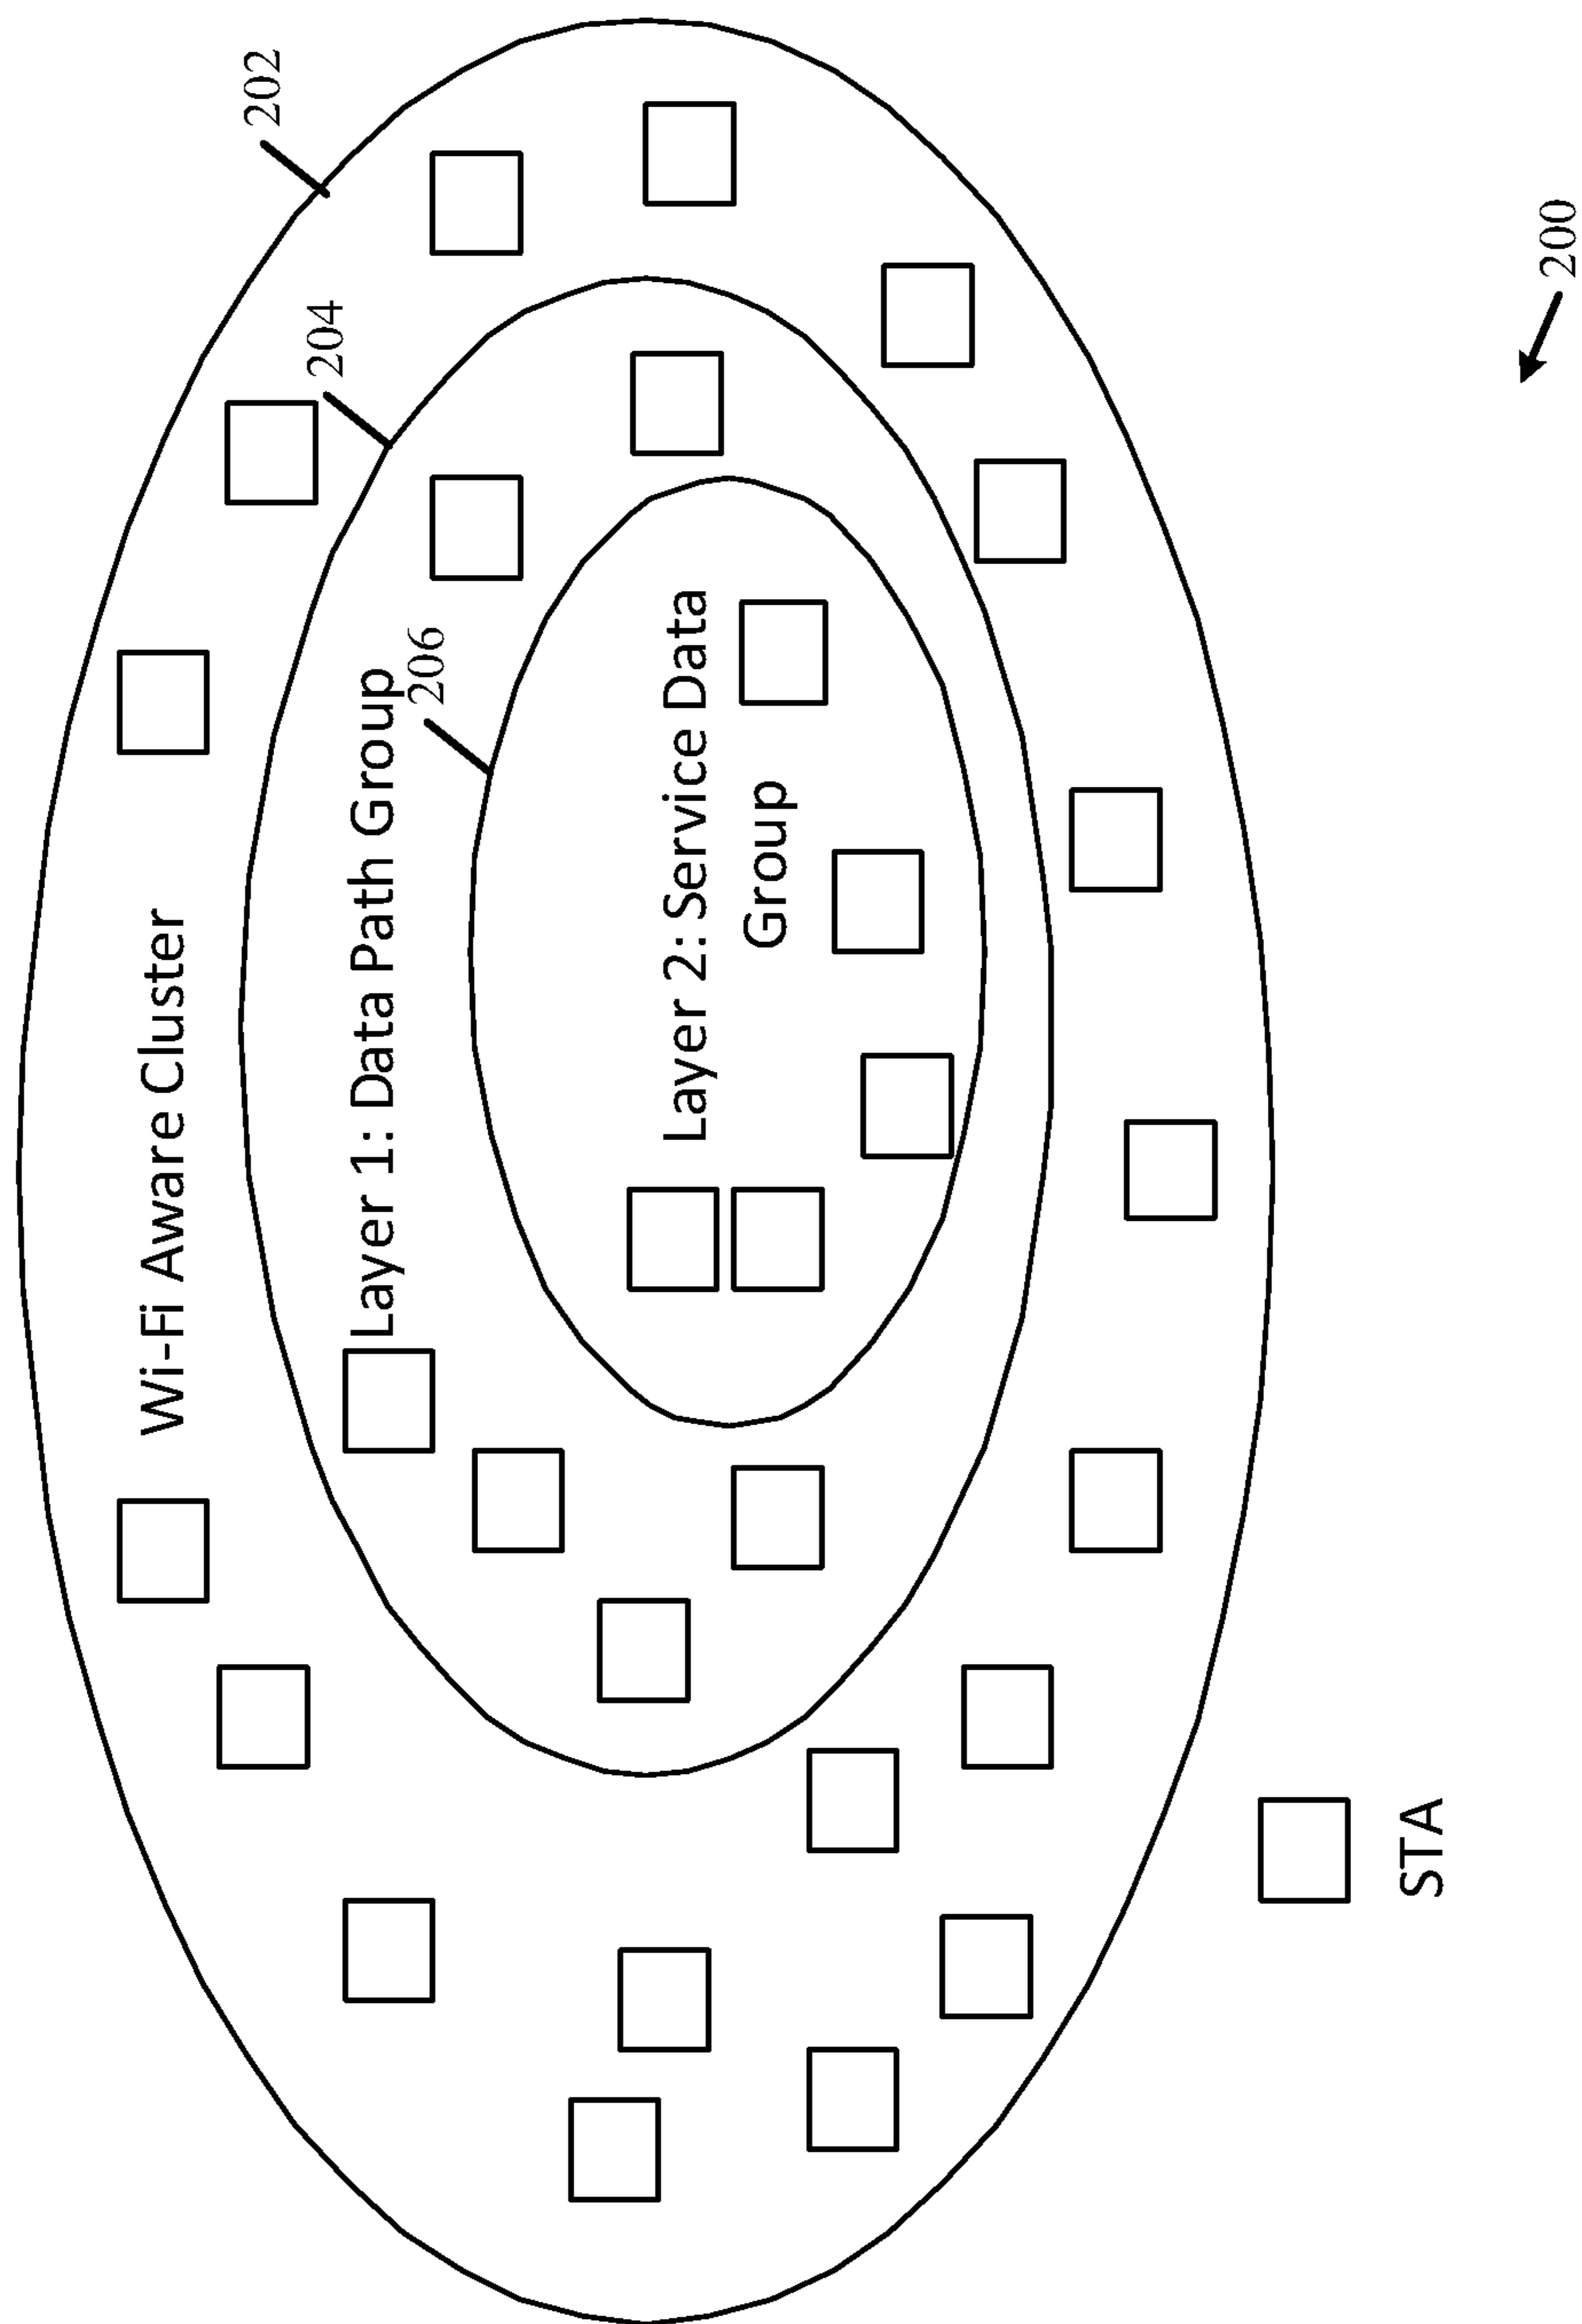 Wi-Fi Aware Cluster
202
204
Layer 1: Data Path Group
206
Layer 2: Service Data
Group
STA
200